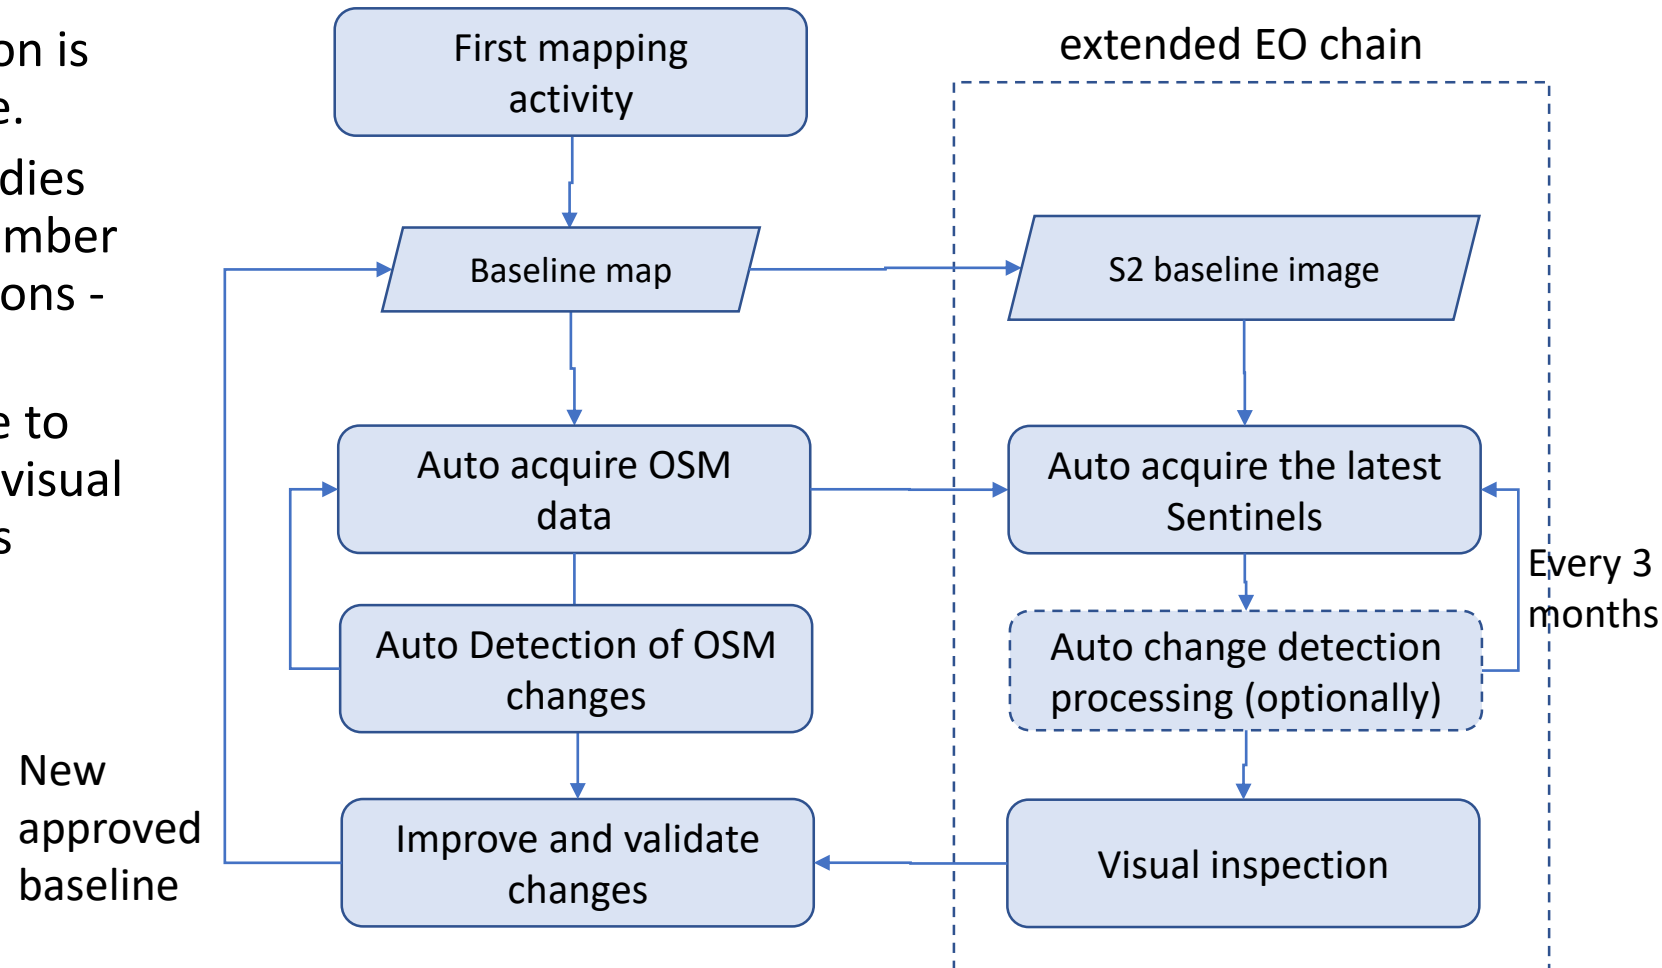 on is
e.
dies
mber
ons -
e to
visual
s
First mapping
activity
extended EO chain
Baseline map
S2 baseline image
Auto acquire OSM
data
Auto acquire the latest
Sentinels
Every 3
months
Auto Detection of OSM
changes
Auto change detection
processing (optionally)
New
approved
baseline
Improve and validate
changes
Visual inspection